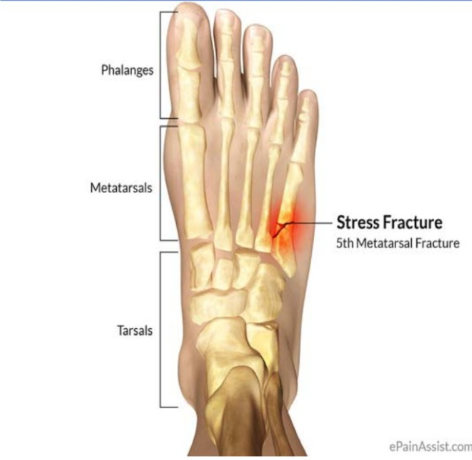 Phalanges
Metatarsals
Stress Fracture
5th Metatarsal Fracture
Tarsals
ePainAssist.com